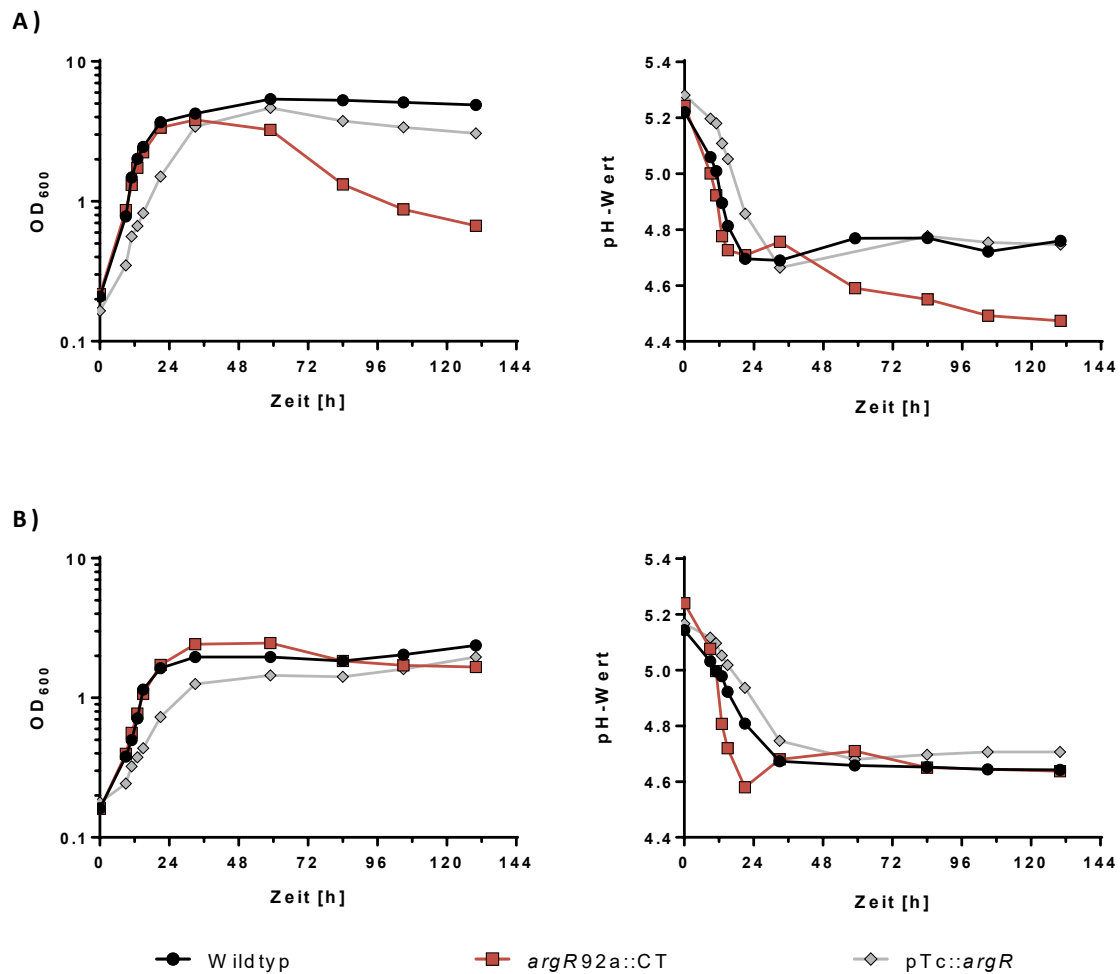 A)
OD600
10
1
0.1
0 24 48 72 96 120 144
Zeit [h]
pH-Wert
5.4
5.2
5.0
4.8
4.6
4.4
0 24 48 72 96 120 144
Zeit [h]
B)
OD600
10
1
0.1
0 24 48 72 96 120 144
Zeit [h]
pH-Wert
5.4
5.2
5.0
4.8
4.6
4.4
0 24 48 72 96 120 144
Zeit [h]
Wildtyp argR92a::CT pTc::argR